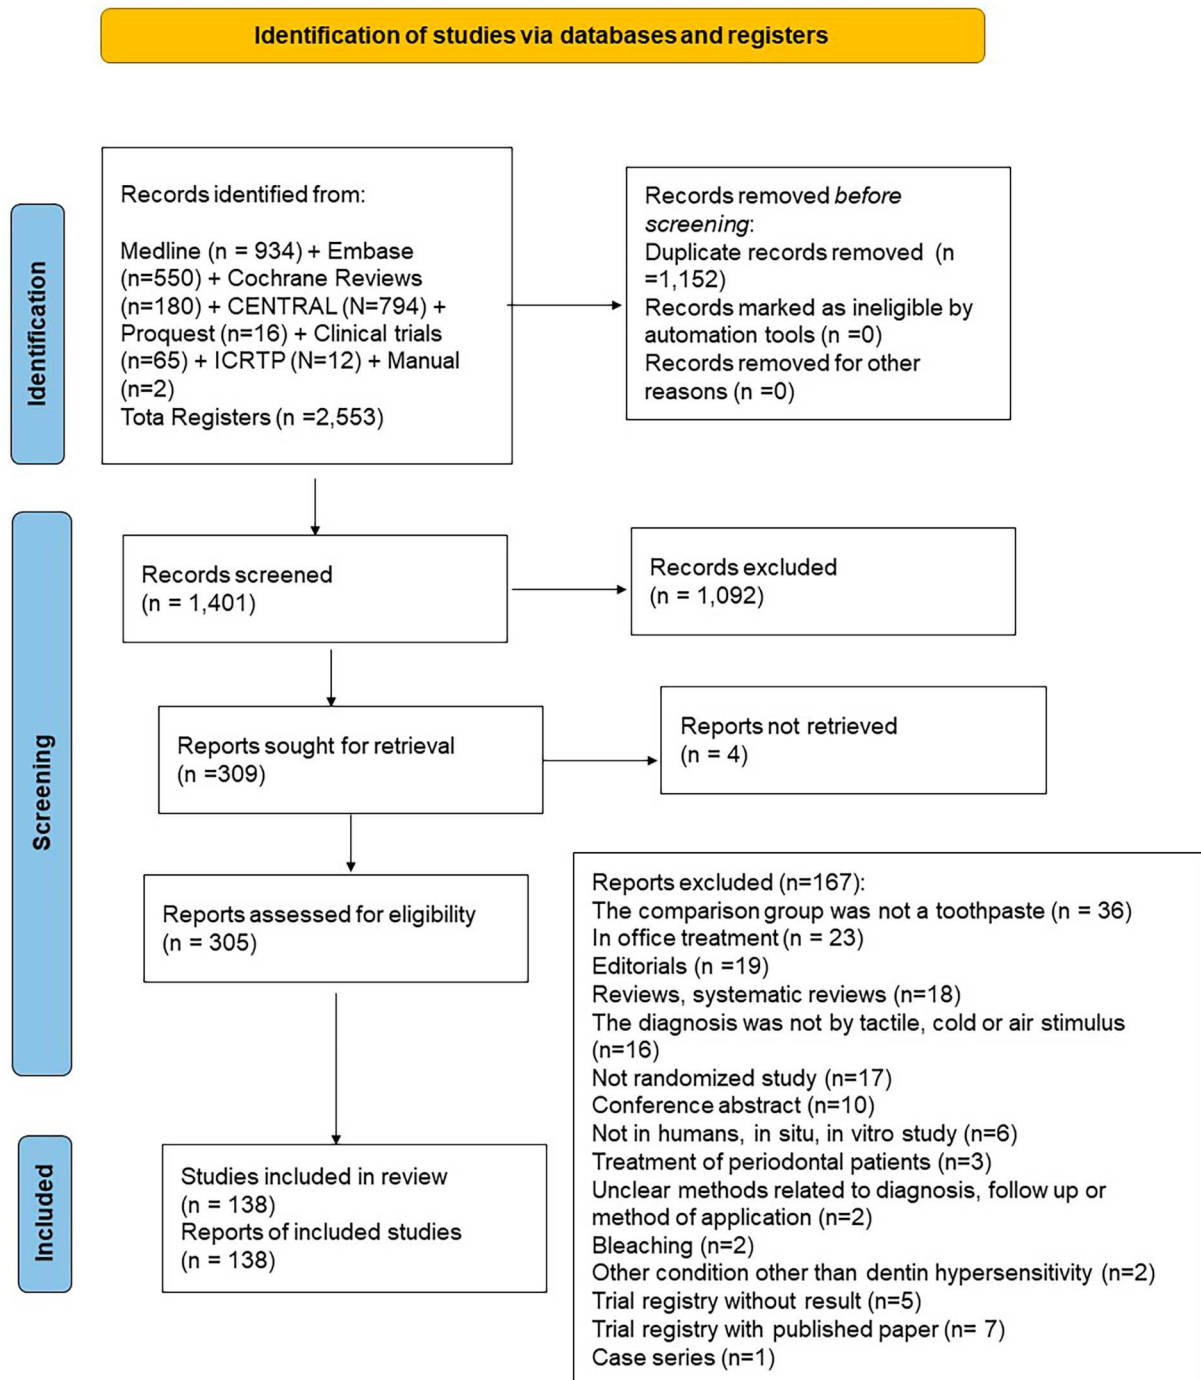 Identification of studies via databases and registers
Identification
Records identified from:
Medline (n = 934) + Embase
(n=550) + Cochrane Reviews
(n=180) + CENTRAL (N=794) +
Proquest (n=16) + Clinical trials
(n=65) + ICRTP (N=12) + Manual
(n=2)
Tota Registers (n =2,553)
Records removed before
screening:
Duplicate records removed (n
=1,152)
Records marked as ineligible by
automation tools (n =0)
Records removed for other
reasons (n =0)
Screening
Records screened
(n = 1,401)
Records excluded
(n = 1,092)
Reports sought for retrieval
(n =309)
Reports not retrieved
(n = 4)
Reports assessed for eligibility
(n = 305)
Reports excluded (n=167):
The comparison group was not a toothpaste (n = 36)
In office treatment (n = 23)
Editorials (n =19)
Reviews, systematic reviews (n=18)
The diagnosis was not by tactile, cold or air stimulus
(n=16)
Not randomized study (n=17)
Conference abstract (n=10)
Not in humans, in situ, in vitro study (n=6)
Treatment of periodontal patients (n=3)
Unclear methods related to diagnosis, follow up or
method of application (n=2)
Bleaching (n=2)
Other condition other than dentin hypersensitivity (n=2)
Trial registry without result (n=5)
Trial registry with published paper (n= 7)
Case series (n=1)
Included
Studies included in review
(n = 138)
Reports of included studies
(n = 138)